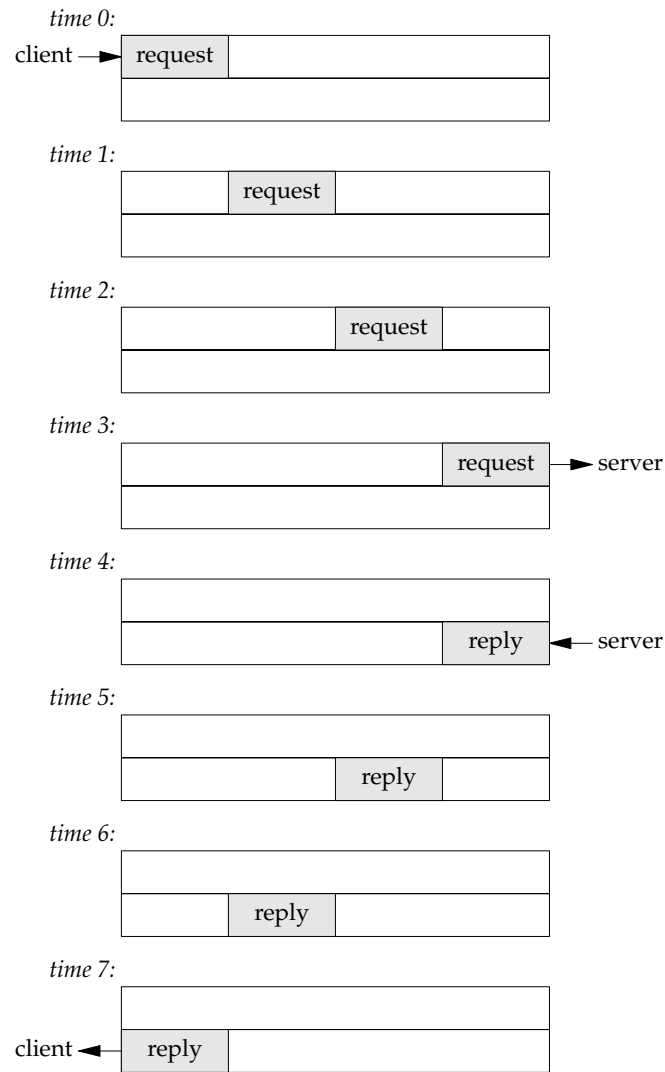 time 0:
client request
time 1:
request
time 2:
request
time 3:
request server
time 4:
reply server
time 5:
reply
time 6:
reply
time 7:
client reply